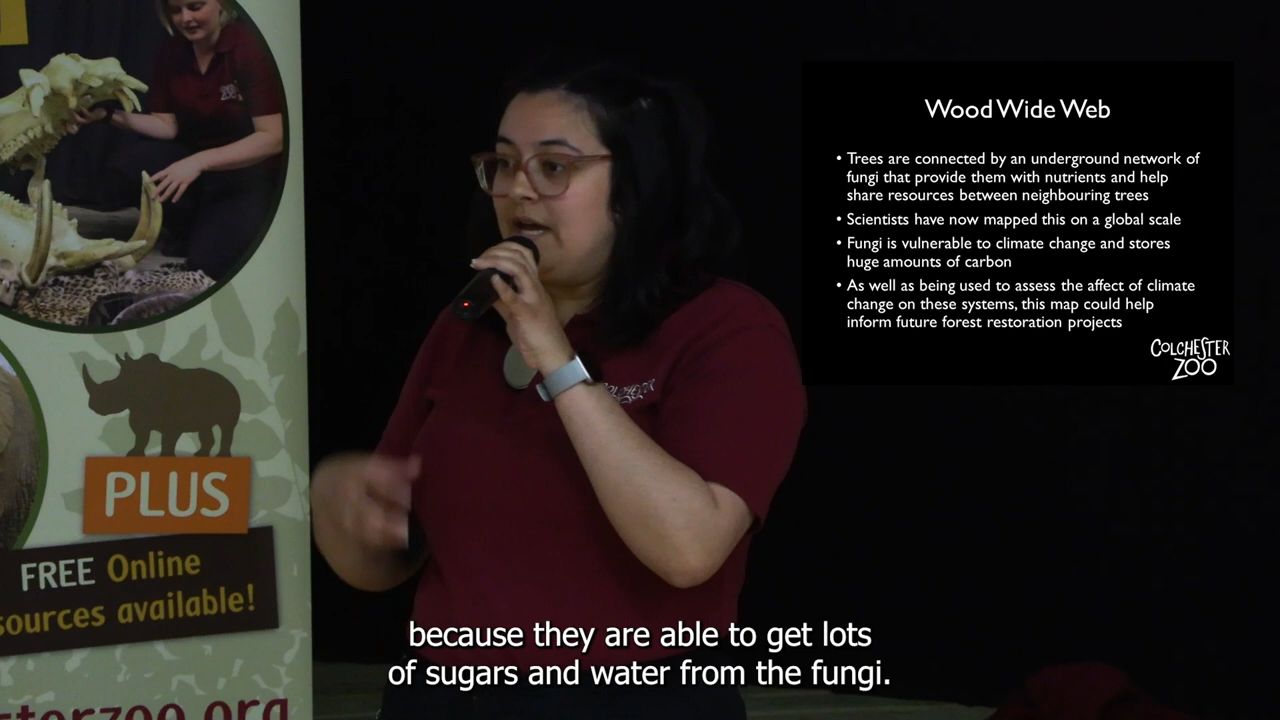 Wood Wide Web
• Trees are connected by an underground network of
fungi that provide them with nutrients and help
share resources between neighbouring trees
• Scientists have now mapped this on a global scale
• Fungi is vulnerable to climate change and stores
huge amounts of carbon
• As well as being used to assess the affect of climate
change on these systems, this map could help
inform future forest restoration projects
COLCHESTER
ZOO
PLUS
FREE Online
sources available!
sterzoo.org
because they are able to get lots
of sugars and water from the fungi.